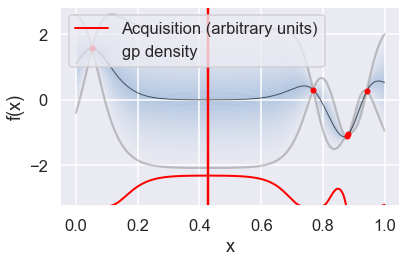 Acquisition (arbitrary units)
gp density
f(x)
2
0
−2
0.0 0.2 0.4 0.6 0.8 1.0
x